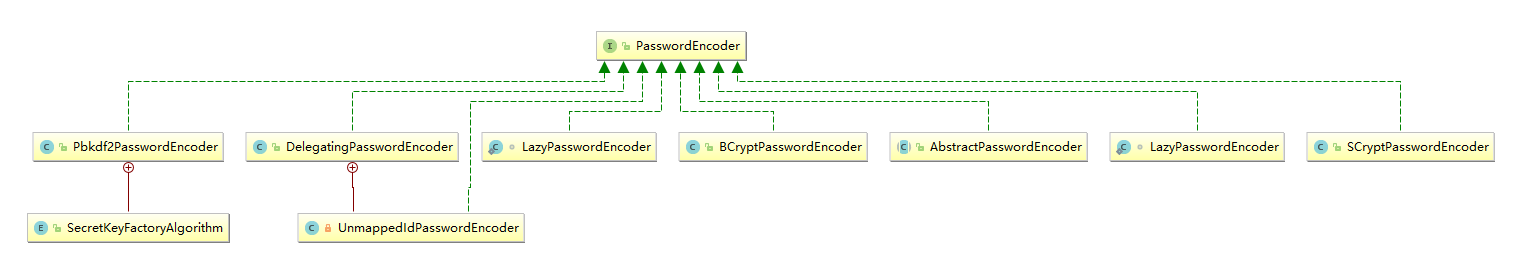 I PasswordEncoder
C Pbkdf2PasswordEncoder
C DelegatingPasswordEncoder
C LazyPasswordEncoder
C BCryptPasswordEncoder
C AbstractPasswordEncoder
C LazyPasswordEncoder
C SCryptPasswordEncoder
E SecretKeyFactoryAlgorithm
C UnmappedIdPasswordEncoder